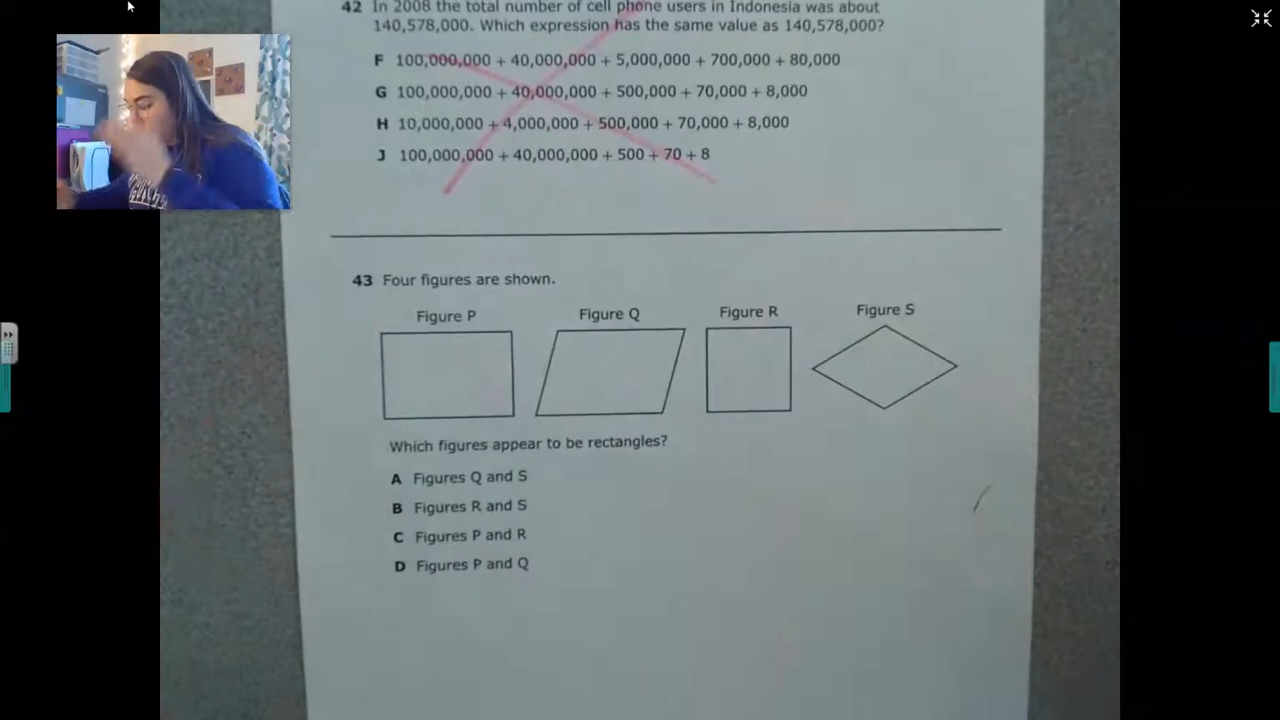 42 In 2008 the total number of cell phone users in Indonesia was about
140,578,000. Which expression has the same value as 140,578,000?
F 100,000,000 + 40,000,000 + 5,000,000 + 700,000 + 80,000
G 100,000,000 + 40,000,000 + 500,000 + 70,000 + 8,000
H 10,000,000 + 4,000,000 + 500,000 + 70,000 + 8,000
J 100,000,000 + 40,000,000 + 500 + 70 + 8
43 Four figures are shown.
Figure P Figure Q Figure R Figure S
Which figures appear to be rectangles?
A Figures Q and S
B Figures R and S
C Figures P and R
D Figures P and Q